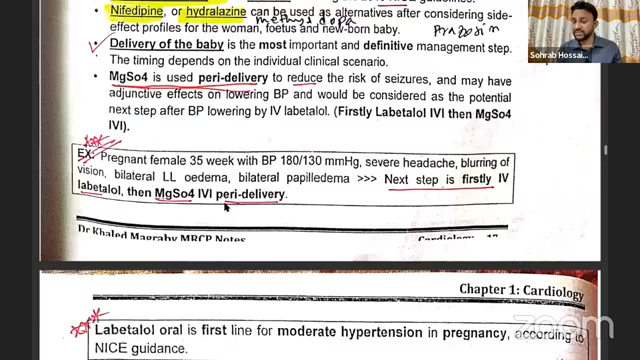 Nifedipine, or hydralazine can be used as alternatives after considering side-
methyldopa
effect profiles for the woman, foetus and new-born baby.
prazosin
Delivery of the baby is the most important and definitive management step.
The timing depends on the individual clinical scenario.
MgSo4 is used peri-delivery to reduce the risk of seizures, and may have
adjunctive effects on lowering BP and would be considered as the potential
next step after BP lowering by IV labetalol. (Firstly Labetalol IVI then MgSo4
IVI).
EX: Pregnant female 35 week with BP 180/130 mmHg, severe headache, blurring of
vision, bilateral LL oedema, bilateral papilledema >>> Next step is firstly IV
labetalol, then MgSo4 IVI peri-delivery.
Dr Khaled Magraby MRCP Notes
Cardiology 17
Chapter 1: Cardiology
Labetalol oral is first line for moderate hypertension in pregnancy, according to
NICE guidance.
Sohrab Hossai...
zoom